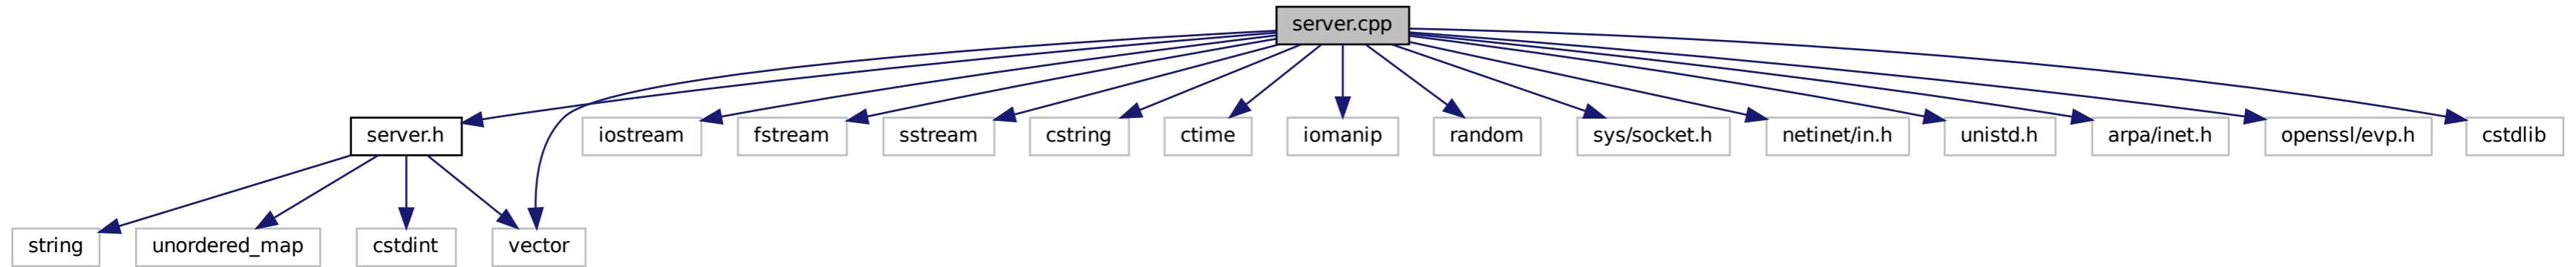 server.cpp
server.h
iostream
fstream
sstream
cstring
ctime
iomanip
random
sys/socket.h
netinet/in.h
unistd.h
arpa/inet.h
openssl/evp.h
cstdlib
string
unordered_map
cstdint
vector